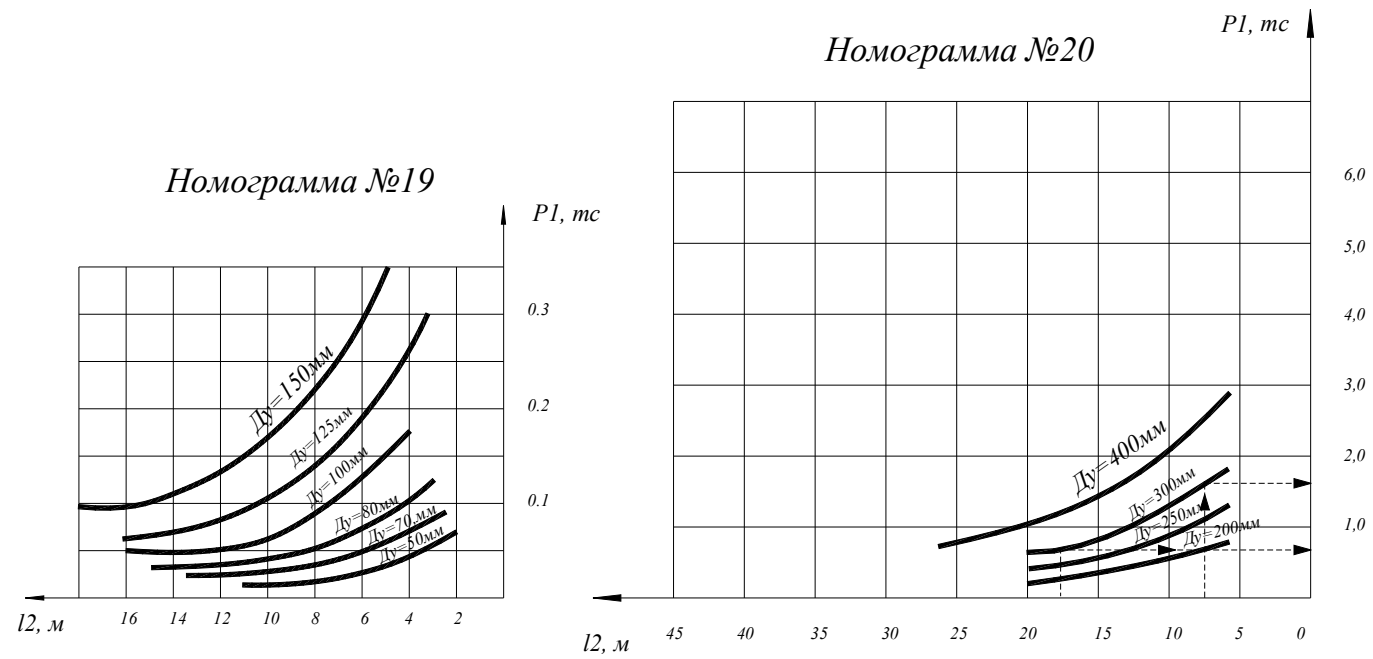 Номограмма №19
P1, тс
0.3
0.2
0.1
Ду=150мм
Ду=125мм
Ду=100мм
Ду=80мм
Ду=70.мм
Ду=50мм
l2, м
16 14 12 10 8 6 4 2
Номограмма №20
P1, тс
6,0
5,0
4,0
3,0
2,0
1,0
Ду=400мм
Ду=300мм
Ду=250мм
Ду=200мм
l2, м
45 40 35 30 25 20 15 10 5 0